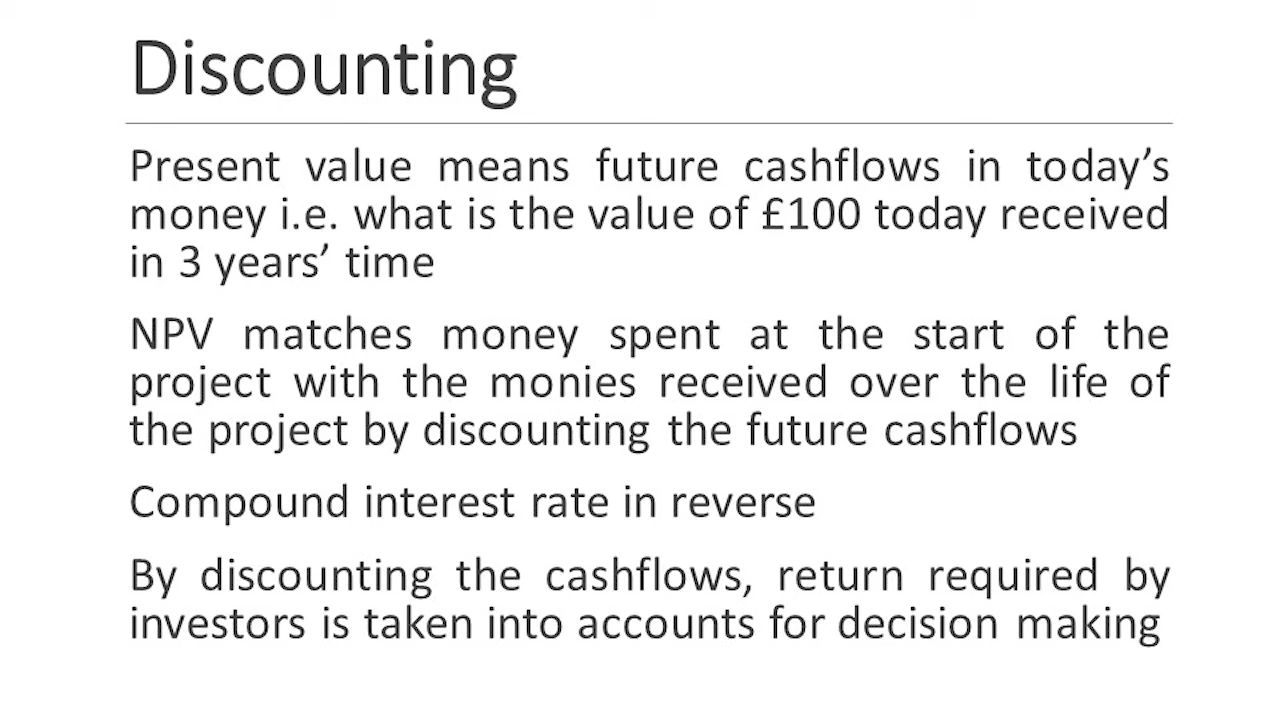 Discounting
Present value means future cashflows in today’s
money i.e. what is the value of £100 today received
in 3 years’ time
NPV matches money spent at the start of the
project with the monies received over the life of
the project by discounting the future cashflows
Compound interest rate in reverse
By discounting the cashflows, return required by
investors is taken into accounts for decision making